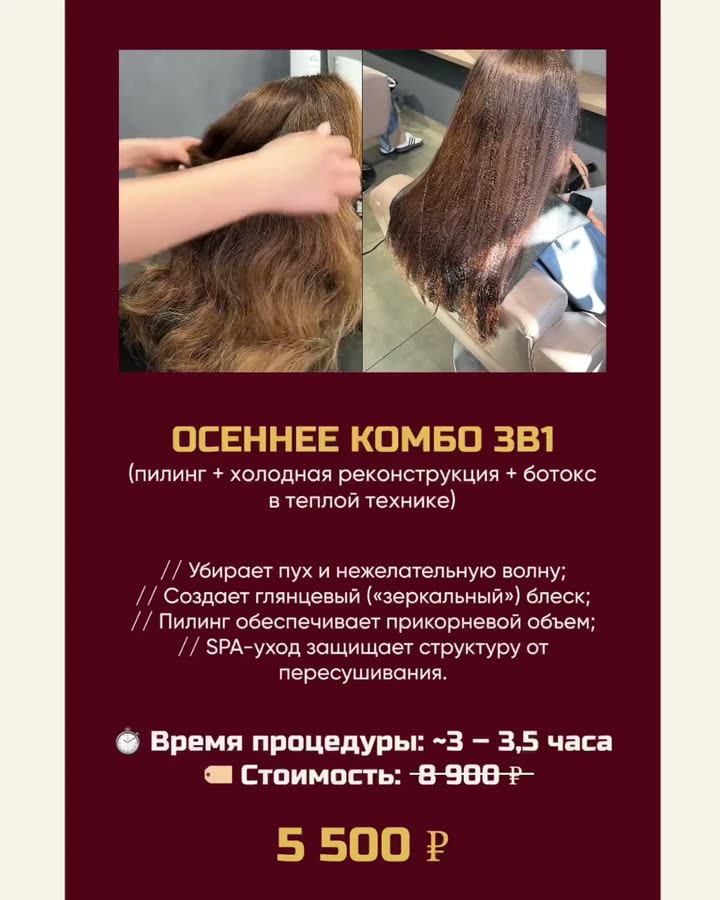 ОСЕННЕЕ КОМБО 3В1
(пилинг + холодная реконструкция + ботокс
в теплой технике)
// Убирает пух и нежелательную волну;
// Создает глянцевый («зеркальный») блеск;
// Пилинг обеспечивает прикорневой объем;
// SPA-уход защищает структуру от
пересушивания.
⏱ Время процедуры: ~3 – 3,5 часа
🏷 Стоимость: 8 900 ₽
5 500 ₽